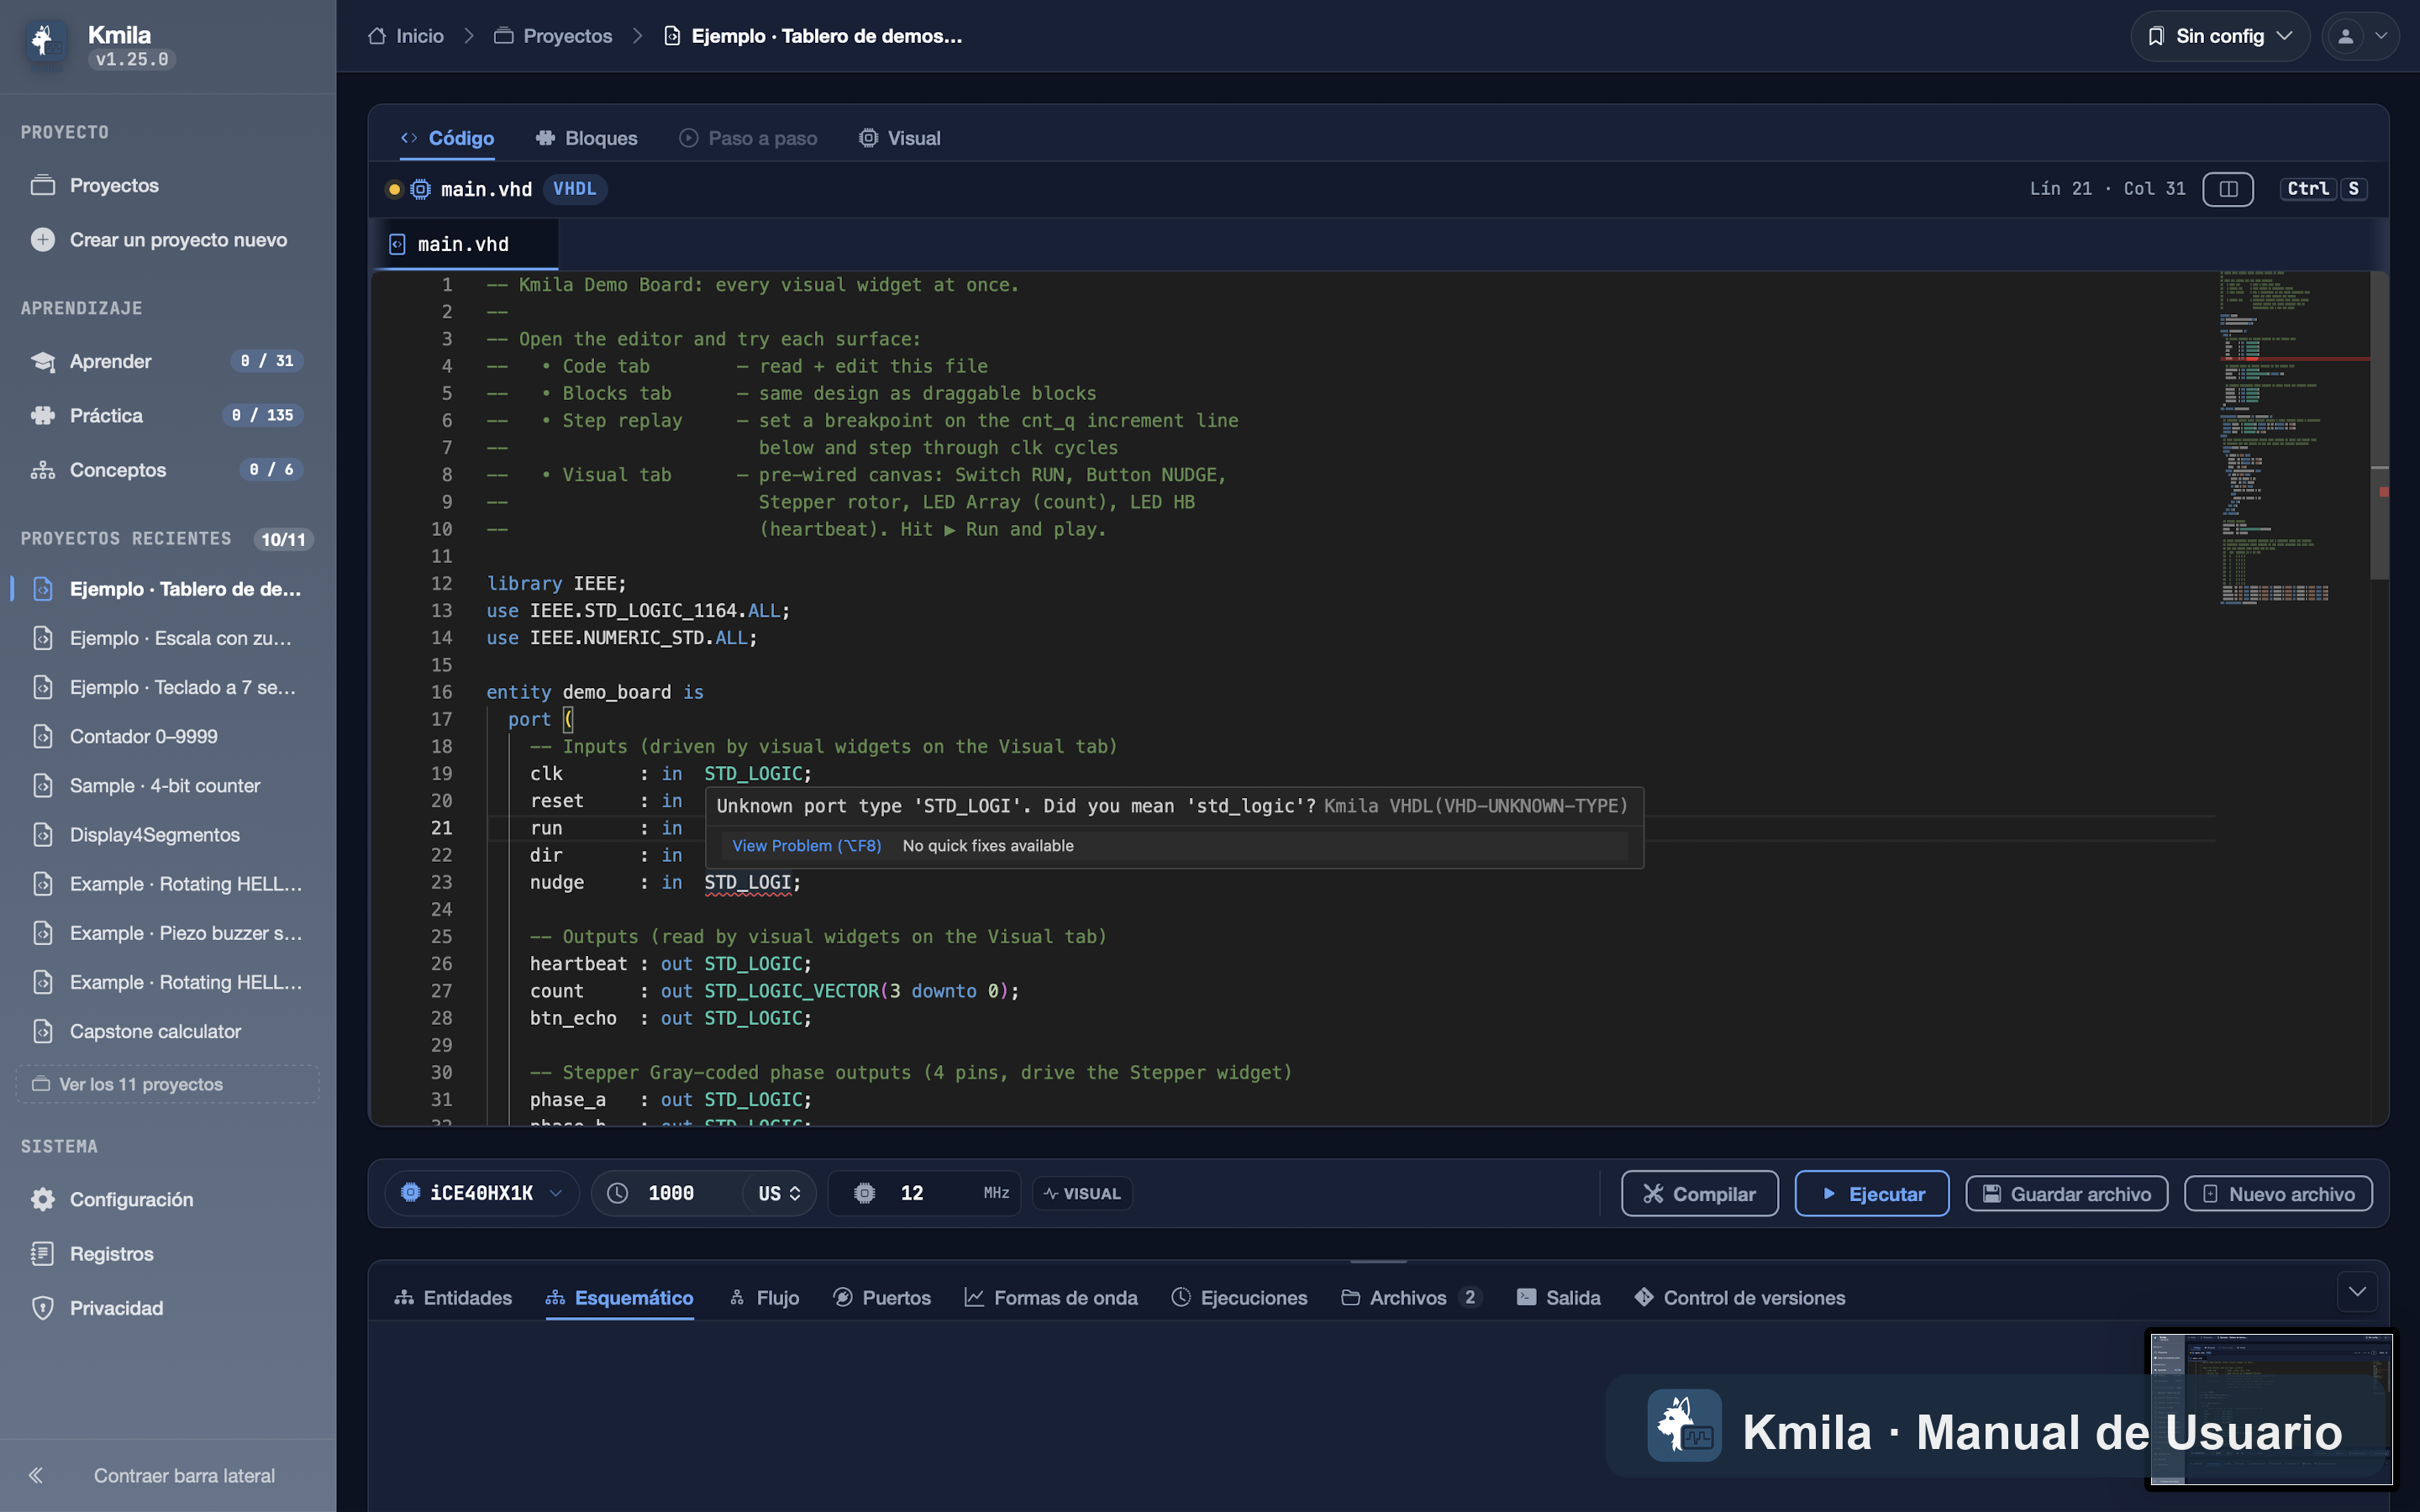 Kmila
v1.25.0
PROYECTO
Proyectos
Crear un proyecto nuevo
APRENDIZAJE
Aprender 0 / 31
Práctica 0 / 135
Conceptos 0 / 6
PROYECTOS RECIENTES 10/11
Ejemplo · Tablero de de...
Ejemplo · Escala con zu...
Ejemplo · Teclado a 7 se...
Contador 0–9999
Sample · 4-bit counter
Display4Segmentos
Example · Rotating HELL...
Example · Piezo buzzer s...
Example · Rotating HELL...
Capstone calculator
Ver los 11 proyectos
SISTEMA
Configuración
Registros
Privacidad
Contraer barra lateral
Inicio > Proyectos > Ejemplo · Tablero de demos...
Sin config
Código Bloques Paso a paso Visual
main.vhd VHDL
Lín 21 · Col 31 Ctrl S
main.vhd
1 -- Kmila Demo Board: every visual widget at once.
2 --
3 -- Open the editor and try each surface:
4 -- • Code tab — read + edit this file
5 -- • Blocks tab — same design as draggable blocks
6 -- • Step replay — set a breakpoint on the cnt_q increment line
7 -- below and step through clk cycles
8 -- • Visual tab — pre-wired canvas: Switch RUN, Button NUDGE,
9 -- Stepper rotor, LED Array (count), LED HB
10 -- (heartbeat). Hit ▶ Run and play.
11
12 library IEEE;
13 use IEEE.STD_LOGIC_1164.ALL;
14 use IEEE.NUMERIC_STD.ALL;
15
16 entity demo_board is
17 port (
18 -- Inputs (driven by visual widgets on the Visual tab)
19 clk : in STD_LOGIC;
20 reset : in
21 run : in
22 dir : in
23 nudge : in STD_LOGI;
24
25 -- Outputs (read by visual widgets on the Visual tab)
26 heartbeat : out STD_LOGIC;
27 count : out STD_LOGIC_VECTOR(3 downto 0);
28 btn_echo : out STD_LOGIC;
29
30 -- Stepper Gray-coded phase outputs (4 pins, drive the Stepper widget)
31 phase_a : out STD_LOGIC;
Unknown port type 'STD_LOGI'. Did you mean 'std_logic'? Kmila VHDL(VHD-UNKNOWN-TYPE)
View Problem (⌥F8) No quick fixes available
iCE40HX1K 1000 US 12 MHz VISUAL
Compilar Ejecutar Guardar archivo Nuevo archivo
Entidades Esquemático Flujo Puertos Formas de onda Ejecuciones Archivos 2 Salida Control de versiones
Kmila · Manual de Usuario